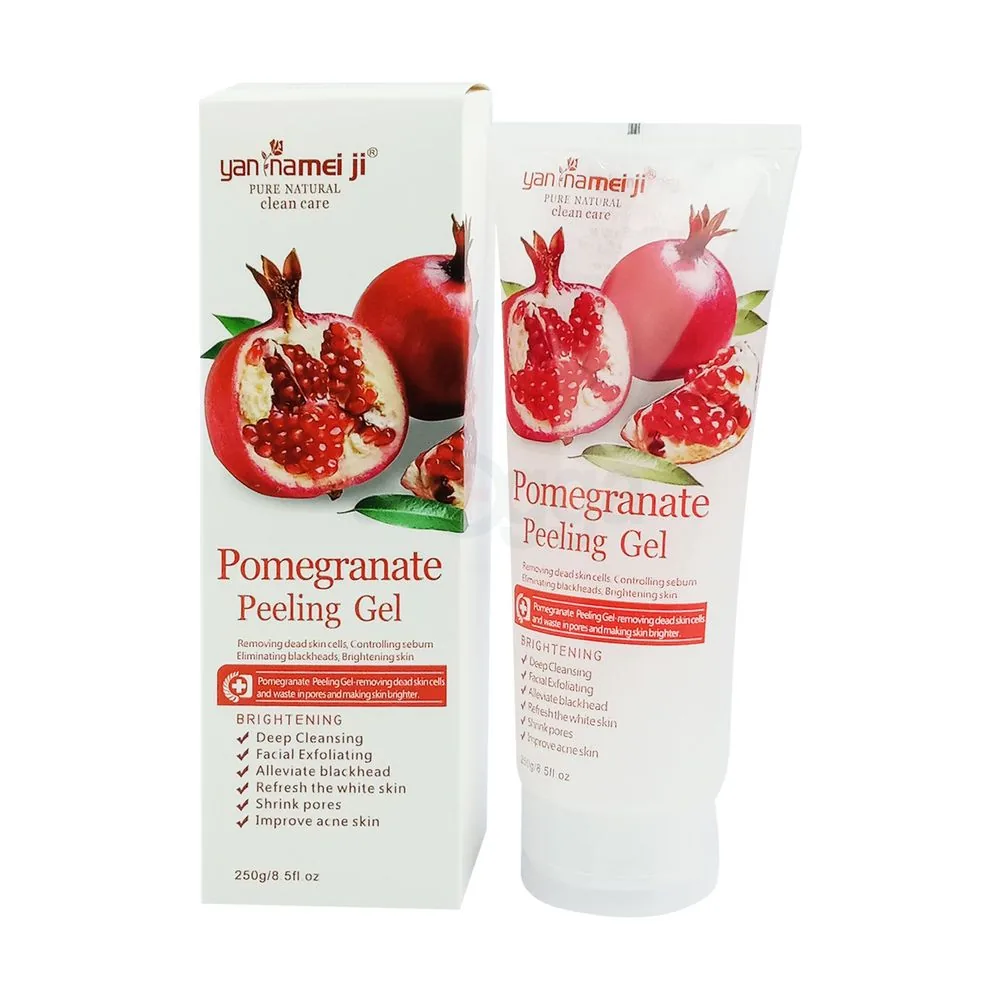 yannamei ji®
PURE NATURAL
clean care
Pomegranate
Peeling Gel
Removing dead skin cells, Controlling sebum
Eliminating blackheads, Brightening skin
Pomegranate Peeling Gel-removing dead skin cells
and waste in pores and making skin brighter.
BRIGHTENING
✓ Deep Cleansing
✓ Facial Exfoliating
✓ Alleviate blackhead
✓ Refresh the white skin
✓ Shrink pores
✓ Improve acne skin
250g/8.5fl.oz
yannamei ji
PURE NATURAL
clean care
Pomegranate
Peeling Gel
Removing dead skin cells, Controlling sebum
Eliminating blackheads, Brightening skin
Pomegranate Peeling Gel-removing dead skin cells
and waste in pores and making skin brighter.
BRIGHTENING
✓ Deep Cleansing
✓ Facial Exfoliating
✓ Alleviate blackhead
✓ Refresh the white skin
✓ Shrink pores
✓ Improve acne skin
250g/8.5fl.oz